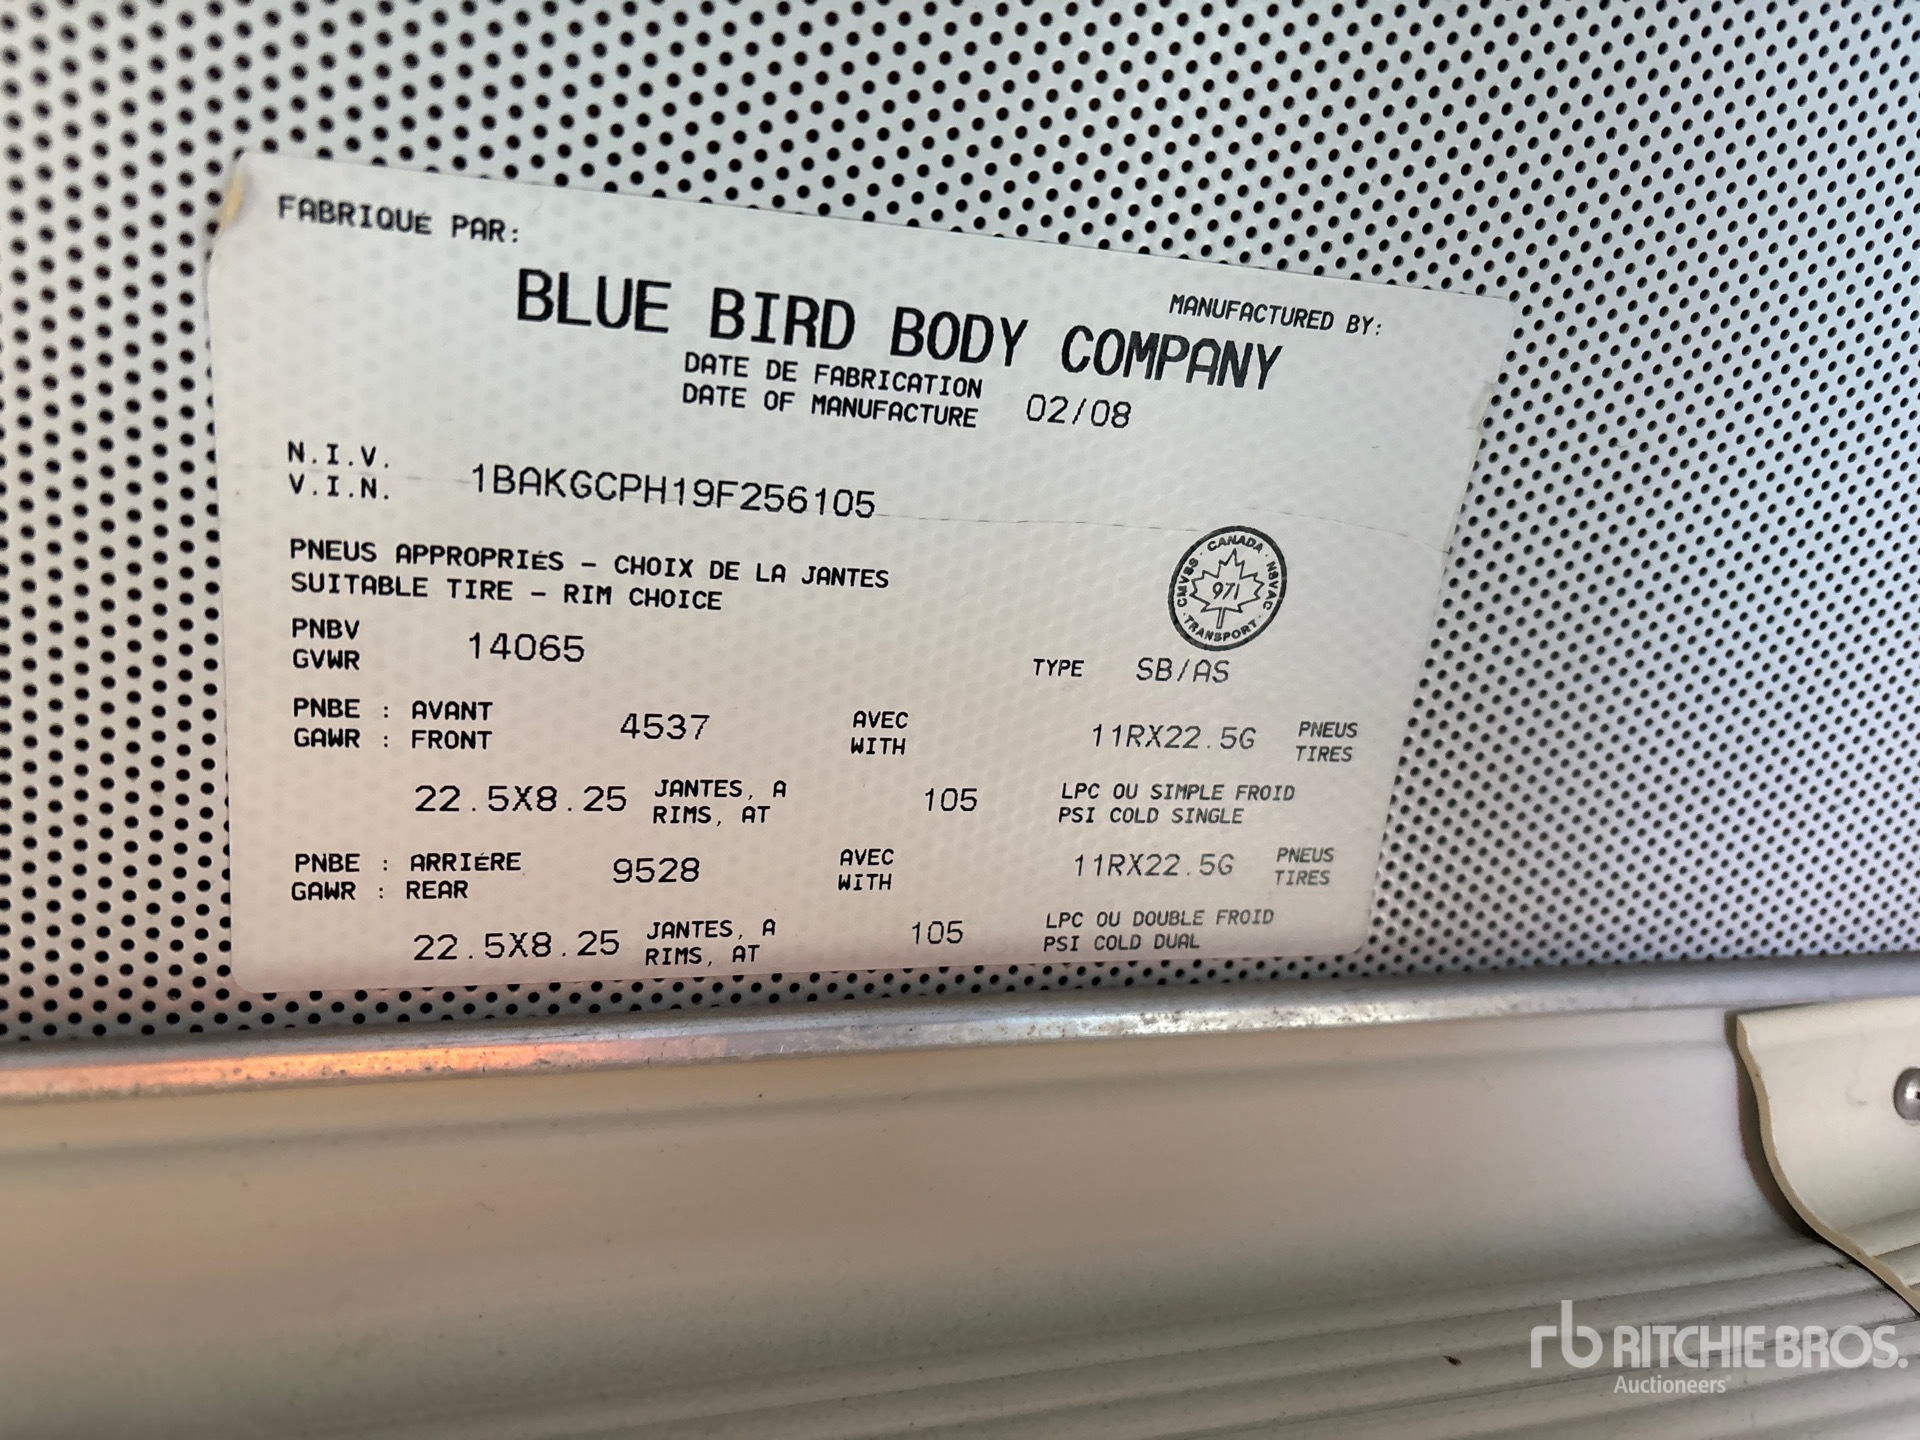 FABRIQUÉ PAR:
MANUFACTURED BY:
BLUE BIRD BODY COMPANY
DATE DE FABRICATION
DATE OF MANUFACTURE 02/08
N.I.V.
V.I.N. 1BAKGCPH19F256105
PNEUS APPROPRIÉS - CHOIX DE LA JANTES
SUITABLE TIRE - RIM CHOICE
CANADA
CMVSS 971 NSVAC
TRANSPORT
PNBV
GVWR 14065
TYPE SB/AS
PNBE : AVANT 4537 AVEC 11RX22.5G PNEUS
GAWR : FRONT WITH TIRES
22.5X8.25 JANTES, A 105 LPC OU SIMPLE FROID
RIMS, AT PSI COLD SINGLE
PNBE : ARRIÉRE 9528 AVEC 11RX22.5G PNEUS
GAWR : REAR WITH TIRES
22.5X8.25 JANTES, A 105 LPC OU DOUBLE FROID
RIMS, AT PSI COLD DUAL
rb RITCHIE BROS.
Auctioneers